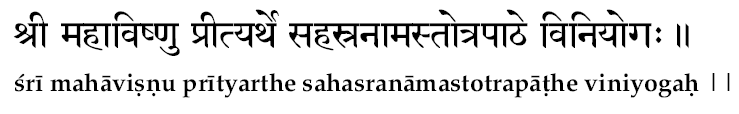 श्री महाविष्णु प्रीत्यर्थे सहस्रनामस्तोत्रपाठे विनियोगः ॥
śrī mahāviṣṇu prītyarthe sahasranāmastotrapāṭhe viniyogaḥ ||